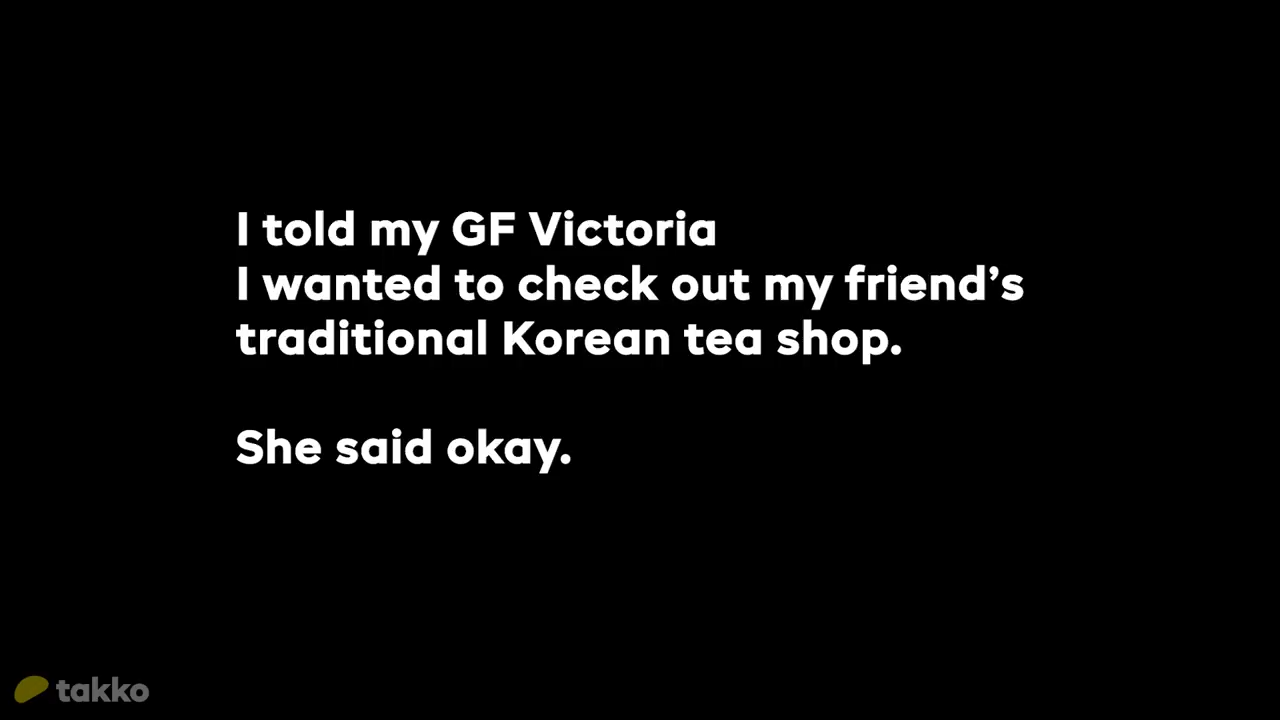 I told my GF Victoria
I wanted to check out my friend’s
traditional Korean tea shop.
She said okay.
takko